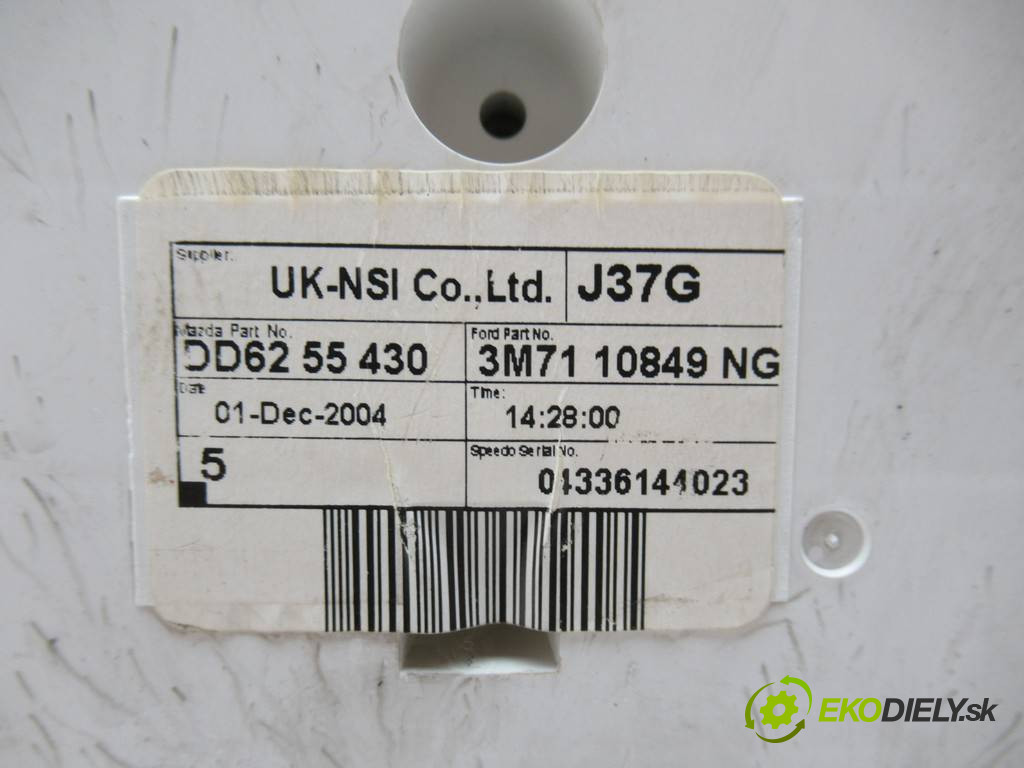 Supplier.
UK-NSI Co.,Ltd. J37G
Mazda Part No. Ford Part No.
DD62 55 430 3M71 10849 NG
Date Time:
01-Dec-2004 14:28:00
5 Speedo Serial No.
04336144023
EKODIELY.sk